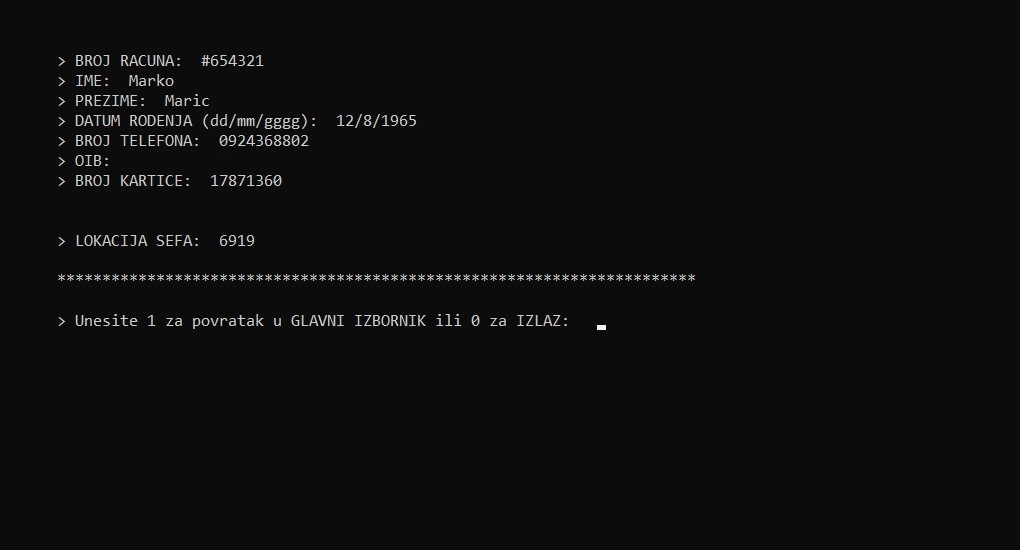 > BROJ RACUNA:  #654321
> IME:  Marko
> PREZIME:  Maric
> DATUM RODENJA (dd/mm/gggg):  12/8/1965
> BROJ TELEFONA:  0924368802
> OIB:
> BROJ KARTICE:  17871360
> LOKACIJA SEFA:  6919
***********************************************************************
> Unesite 1 za povratak u GLAVNI IZBORNIK ili 0 za IZLAZ: